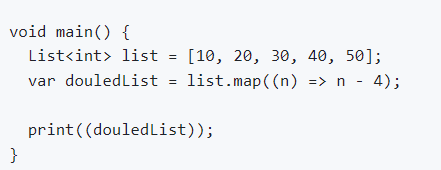 void main() {
  List<int> list = [10, 20, 30, 40, 50];
  var douledList = list.map((n) => n - 4);

  print((douledList));
}